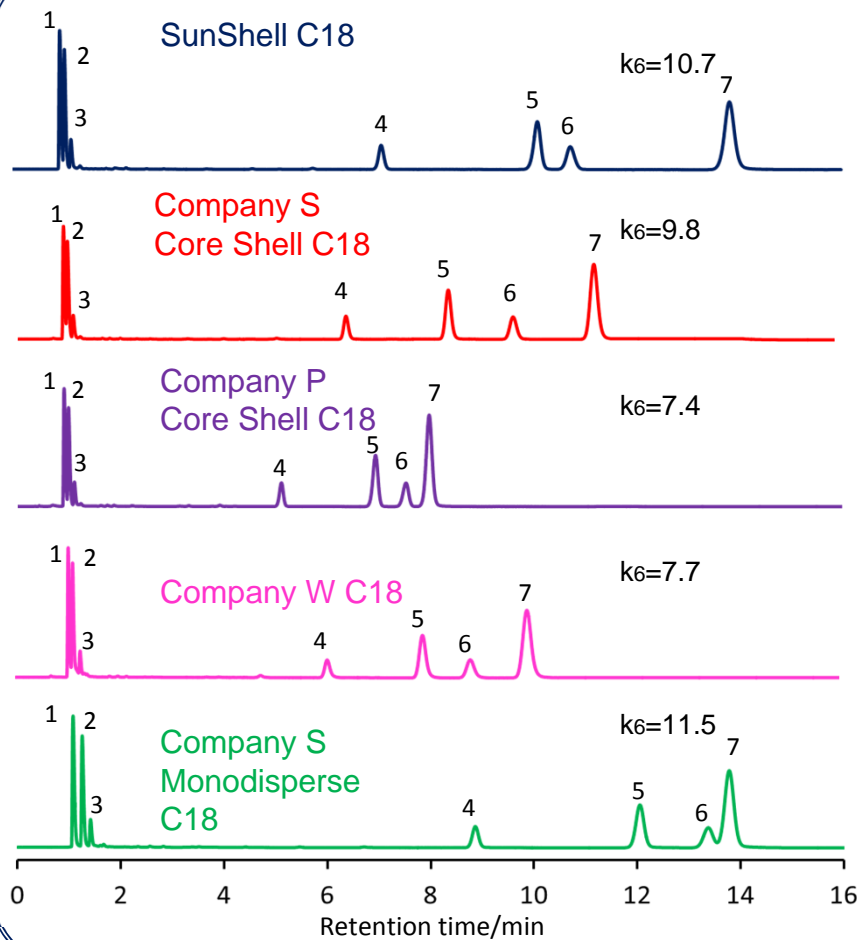 1
2
3
SunShell C18
4
5
6
7
k6=10.7
1
2
3
Company S
Core Shell C18
4
5
6
7
k6=9.8
1
2
3
Company P
Core Shell C18
4
5
6
7
k6=7.4
1
2
3
Company W C18
4
5
6
7
k6=7.7
1
2
3
Company S
Monodisperse
C18
4
5
6
7
k6=11.5
0 2 4 6 8 10 12 14 16
Retention time/min